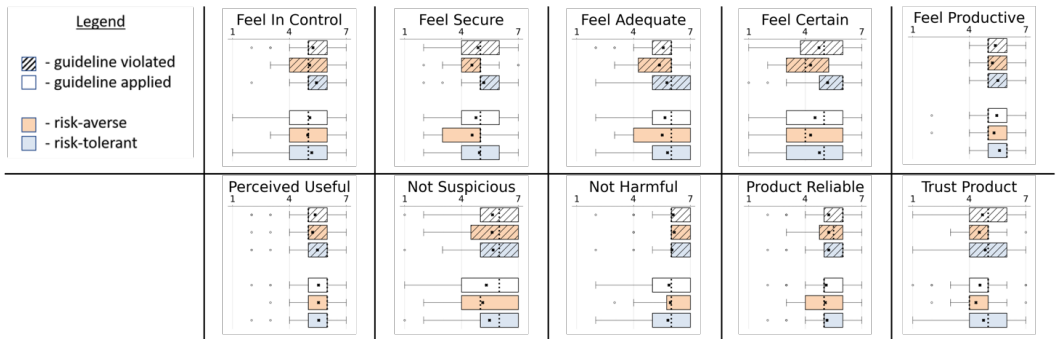 Legend
- guideline violated
- guideline applied
- risk-averse
- risk-tolerant
Feel In Control
1 4 7
Feel Secure
1 4 7
Feel Adequate
1 4 7
Feel Certain
1 4 7
Feel Productive
1 4 7
Perceived Useful
1 4 7
Not Suspicious
1 4 7
Not Harmful
1 4 7
Product Reliable
1 4 7
Trust Product
1 4 7